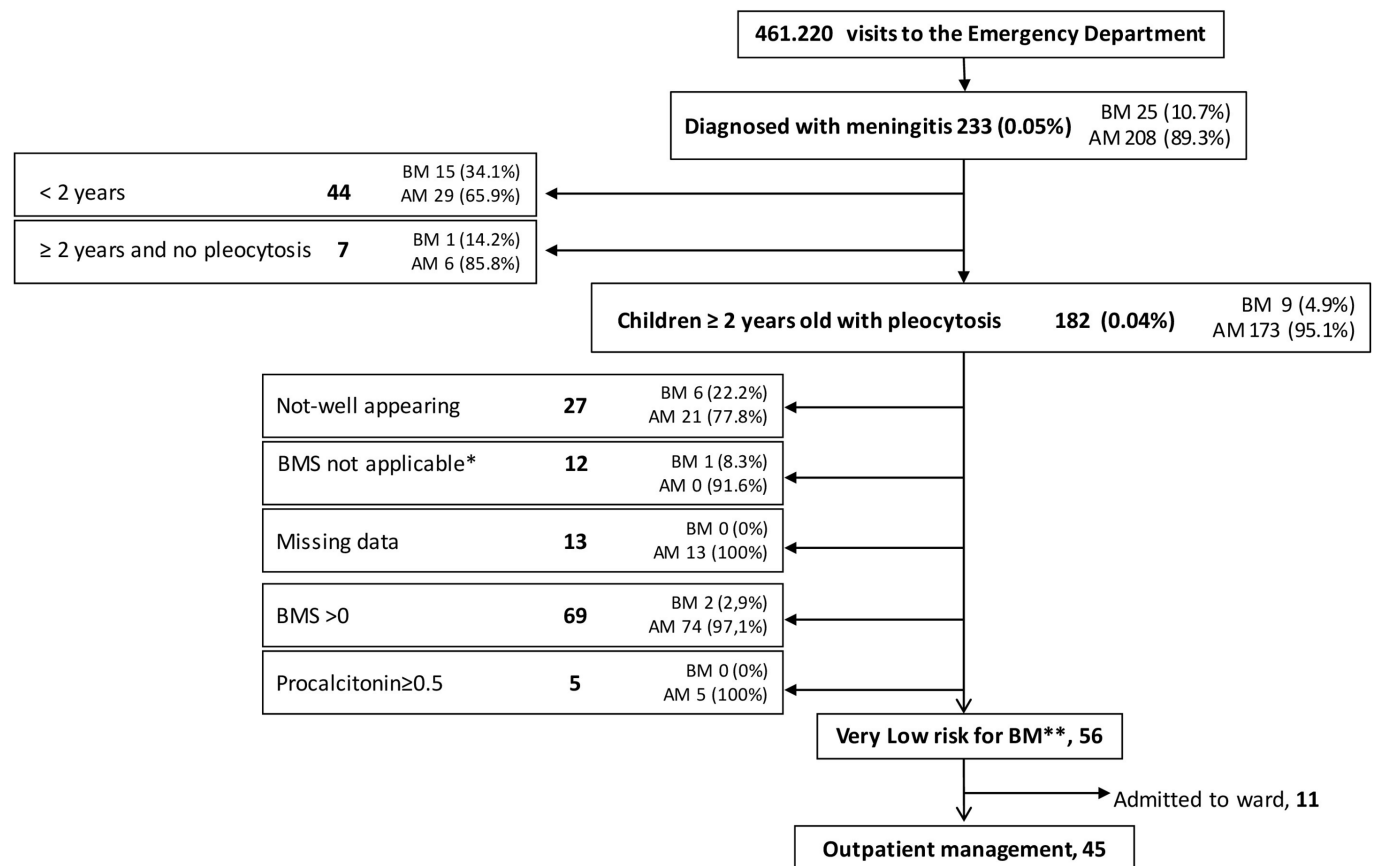 461.220 visits to the Emergency Department
Diagnosed with meningitis 233 (0.05%)
BM 25 (10.7%)
AM 208 (89.3%)
< 2 years 44
BM 15 (34.1%)
AM 29 (65.9%)
≥ 2 years and no pleocytosis 7
BM 1 (14.2%)
AM 6 (85.8%)
Children ≥ 2 years old with pleocytosis 182 (0.04%)
BM 9 (4.9%)
AM 173 (95.1%)
Not-well appearing 27
BM 6 (22.2%)
AM 21 (77.8%)
BMS not applicable* 12
BM 1 (8.3%)
AM 0 (91.6%)
Missing data 13
BM 0 (0%)
AM 13 (100%)
BMS >0 69
BM 2 (2,9%)
AM 74 (97,1%)
Procalcitonin≥0.5 5
BM 0 (0%)
AM 5 (100%)
Very Low risk for BM**, 56
Admitted to ward, 11
Outpatient management, 45